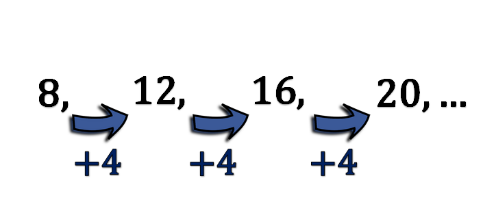 8, 12, 16, 20, ...
+4 +4 +4